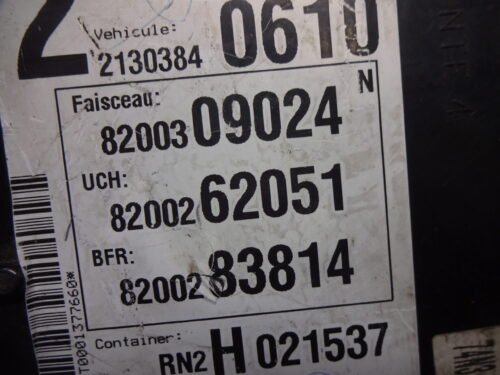 2
Vehicule:
2130384 0610
Faisceau: N
82003 09024
UCH:
82002 62051
BFR:
82002 83814
Container:
RN2 H 021537
T0001377660*